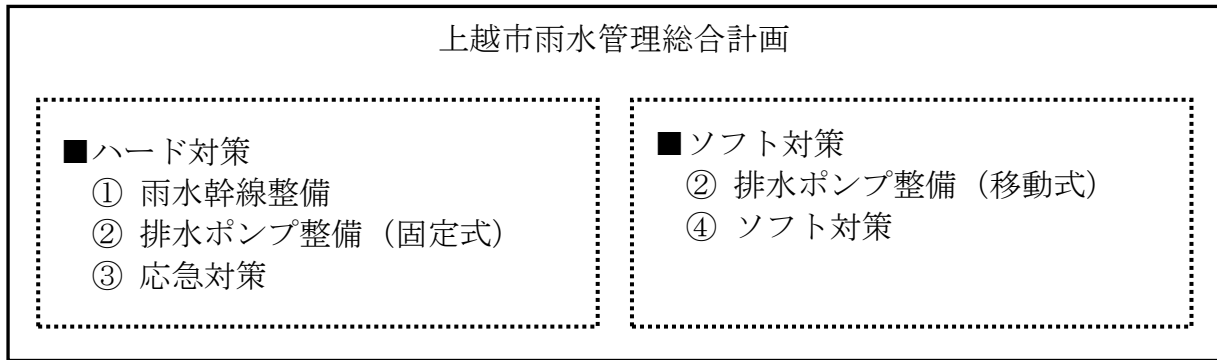 上越市雨水管理総合計画
■ハード対策
① 雨水幹線整備
② 排水ポンプ整備（固定式）
③ 応急対策
■ソフト対策
② 排水ポンプ整備（移動式）
④ ソフト対策